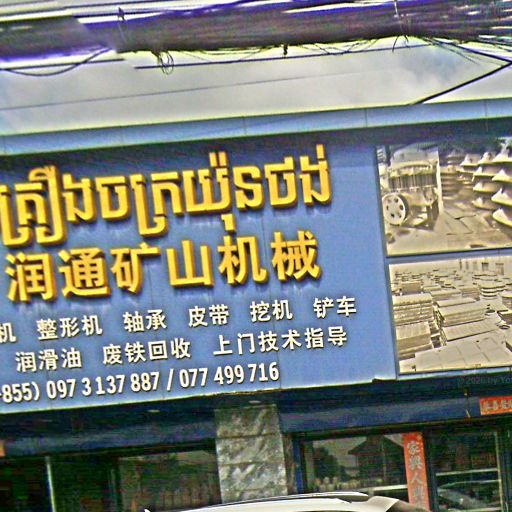 គ្រឿងចក្រយ៉ុនថង់
润通矿山机械
机 整形机 轴承 皮带 挖机 铲车
润滑油 废铁回收 上门技术指导
855) 097 3 137 887 / 077 499 716